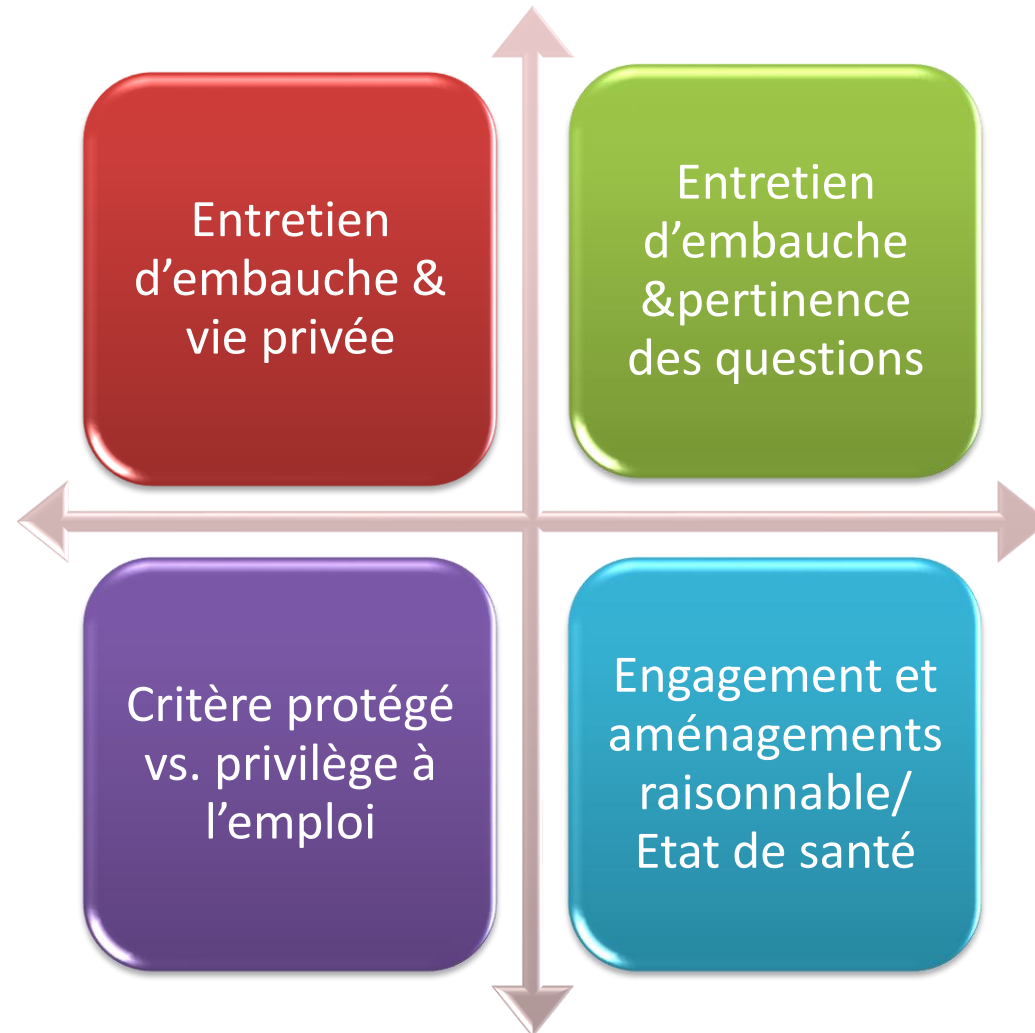 Entretien
d’embauche &
vie privée
Entretien
d’embauche
&pertinence
des questions
Critère protégé
vs. privilège à
l’emploi
Engagement et
aménagements
raisonnable/
Etat de santé